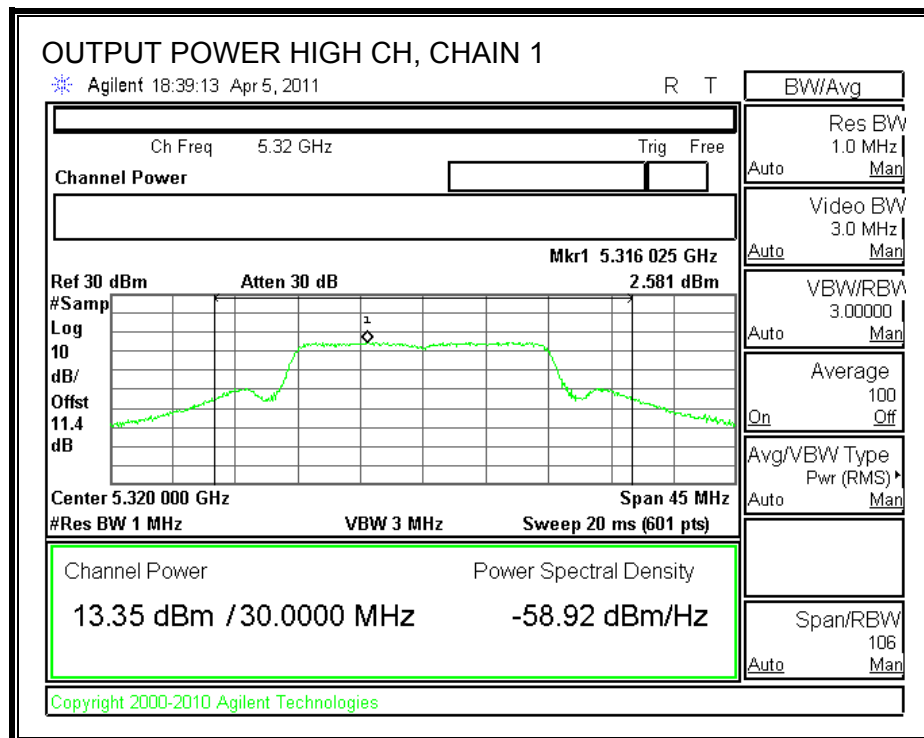 OUTPUT POWER HIGH CH, CHAIN 1
Agilent 18:39:13 Apr 5, 2011 R T
BW/Avg
Ch Freq 5.32 GHz Trig Free
Channel Power
Res BW
1.0 MHz
Auto Man
Video BW
3.0 MHz
Auto Man
Mkr1 5.316 025 GHz
Ref 30 dBm Atten 30 dB 2.581 dBm
#Samp
Log
10
dB/
Offst
11.4
dB
1
VBW/RBW
3.00000
Auto Man
Average
100
On Off
Avg/VBW Type
Pwr (RMS)
Auto Man
Center 5.320 000 GHz Span 45 MHz
#Res BW 1 MHz VBW 3 MHz Sweep 20 ms (601 pts)
Channel Power Power Spectral Density
13.35 dBm / 30.0000 MHz -58.92 dBm/Hz
Span/RBW
106
Auto Man
Copyright 2000-2010 Agilent Technologies